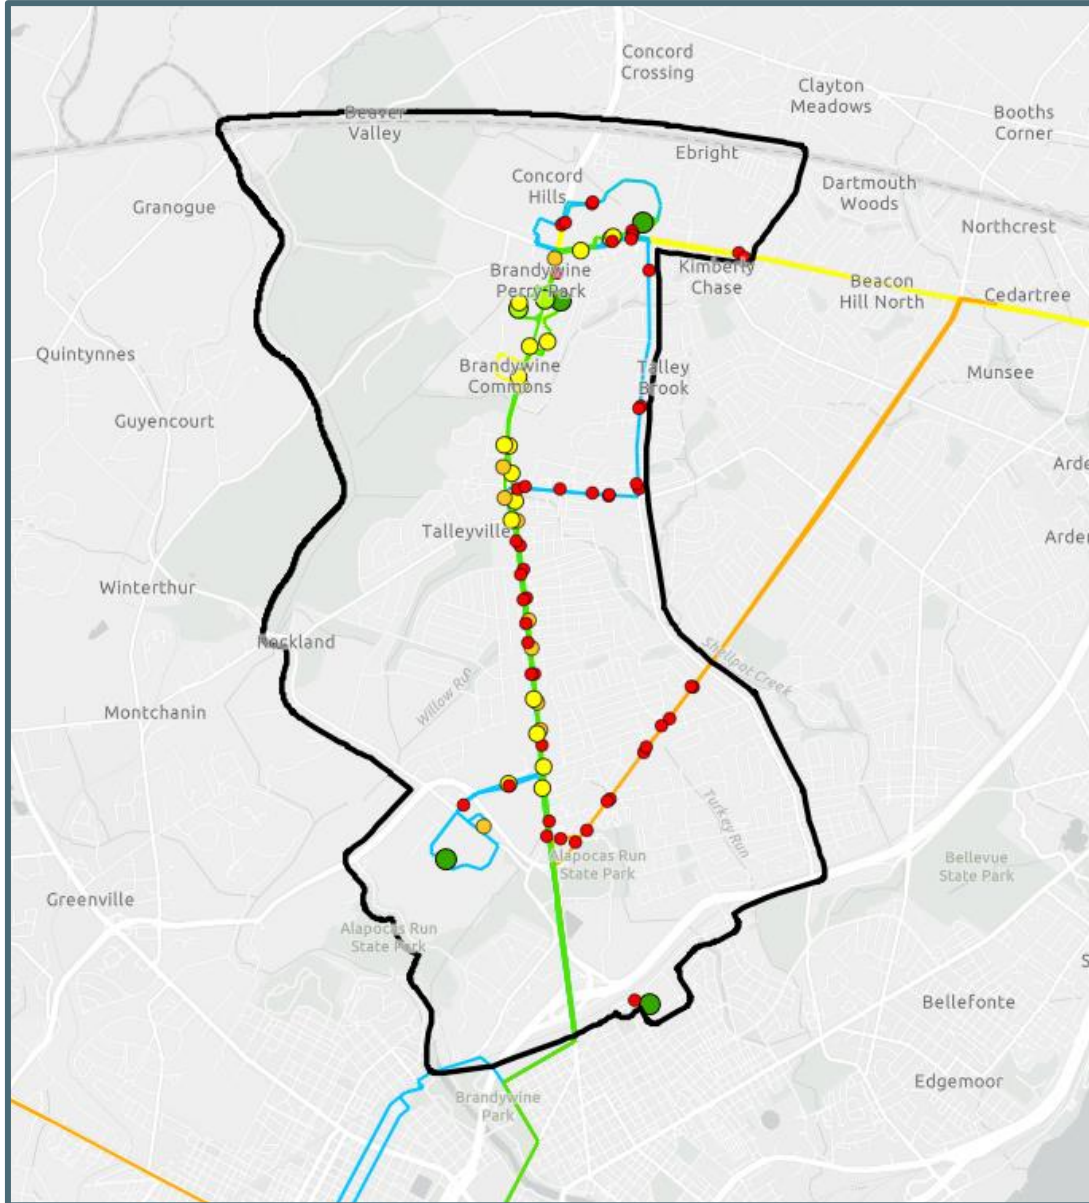 Concord
Crossing
Clayton
Meadows
Booths
Corner
Beaver
Valley
Ebright
Concord
Hills
Dartmouth
Woods
Granogue
Northcrest
Brandywine
Perry Park
Kimberly
Chase
Beacon
Hill North
Cedartree
Quintynnes
Brandywine
Commons
Talley
Brook
Munsee
Guyencourt
Arde
Talleyville
Arde
Winterthur
Rockland
Shellpot Creek
Willow Run
Montchanin
Turkey Run
Alapocas Run
State Park
Bellevue
State Park
Greenville
Alapocas Run
State Park
S
Bellefonte
Edgemoor
Brandywine
Park